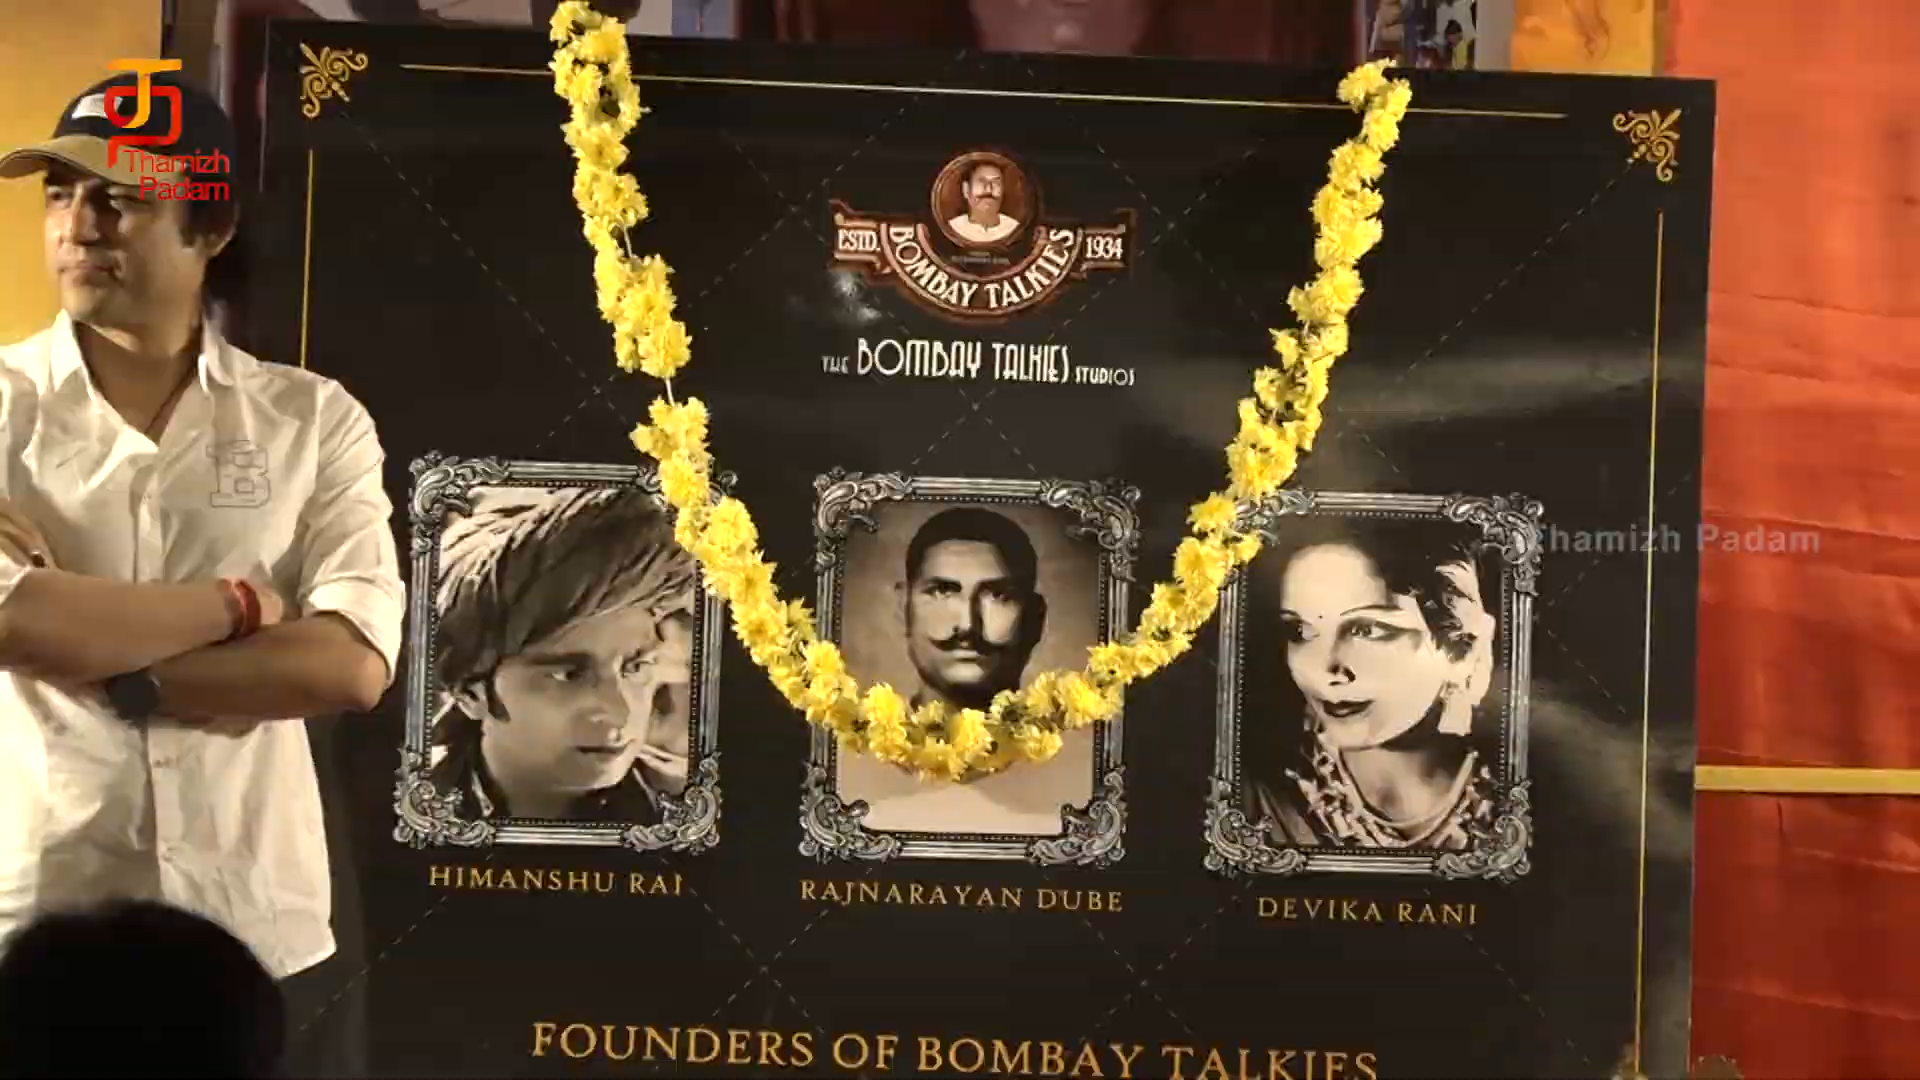 Thamizh
Padam
ESTD. BOMBAY TALKIES 1934
THE BOMBAY TALKIES STUDIOS
B
Thamizh Padam
HIMANSHU RAI
RAJNARAYAN DUBE
DEVIKA RANI
FOUNDERS OF BOMBAY TALKIES